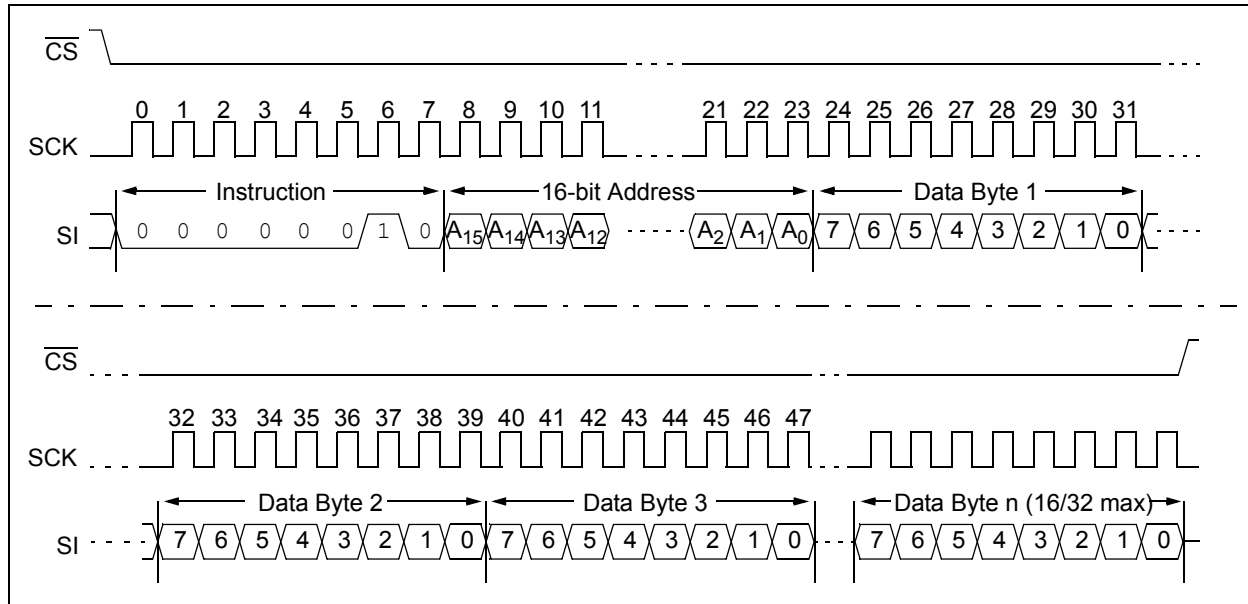 CS
0 1 2 3 4 5 6 7 8 9 10 11 21 22 23 24 25 26 27 28 29 30 31
SCK
Instruction 16-bit Address Data Byte 1
SI 0 0 0 0 0 0 1 0 A15 A14 A13 A12 A2 A1 A0 7 6 5 4 3 2 1 0
CS
32 33 34 35 36 37 38 39 40 41 42 43 44 45 46 47
SCK
Data Byte 2 Data Byte 3 Data Byte n (16/32 max)
SI 7 6 5 4 3 2 1 0 7 6 5 4 3 2 1 0 7 6 5 4 3 2 1 0